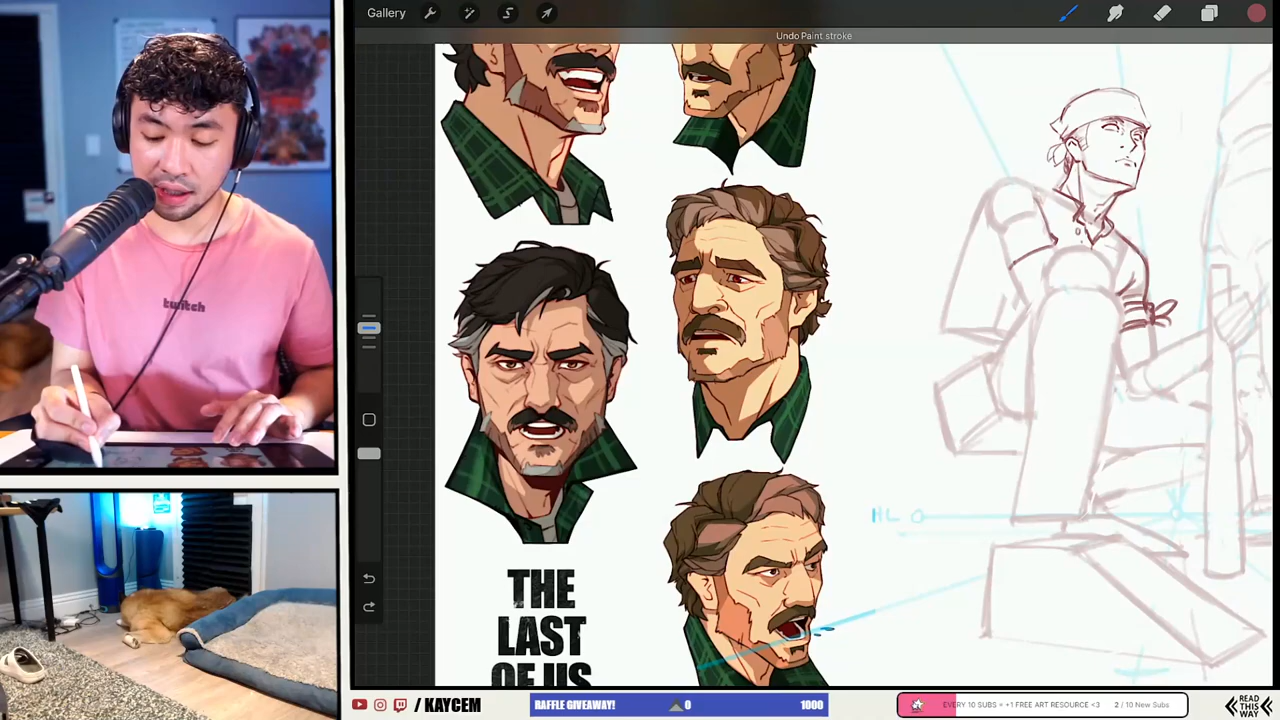 Gallery
Undo Paint stroke
twitch
HL
THE
LAST
OF US
/ KAYCEM
RAFFLE GIVEAWAY!
0
1000
EVERY 10 SUBS = +1 FREE ART RESOURCE <3
2 / 10 New Subs
READ
THIS
WAY